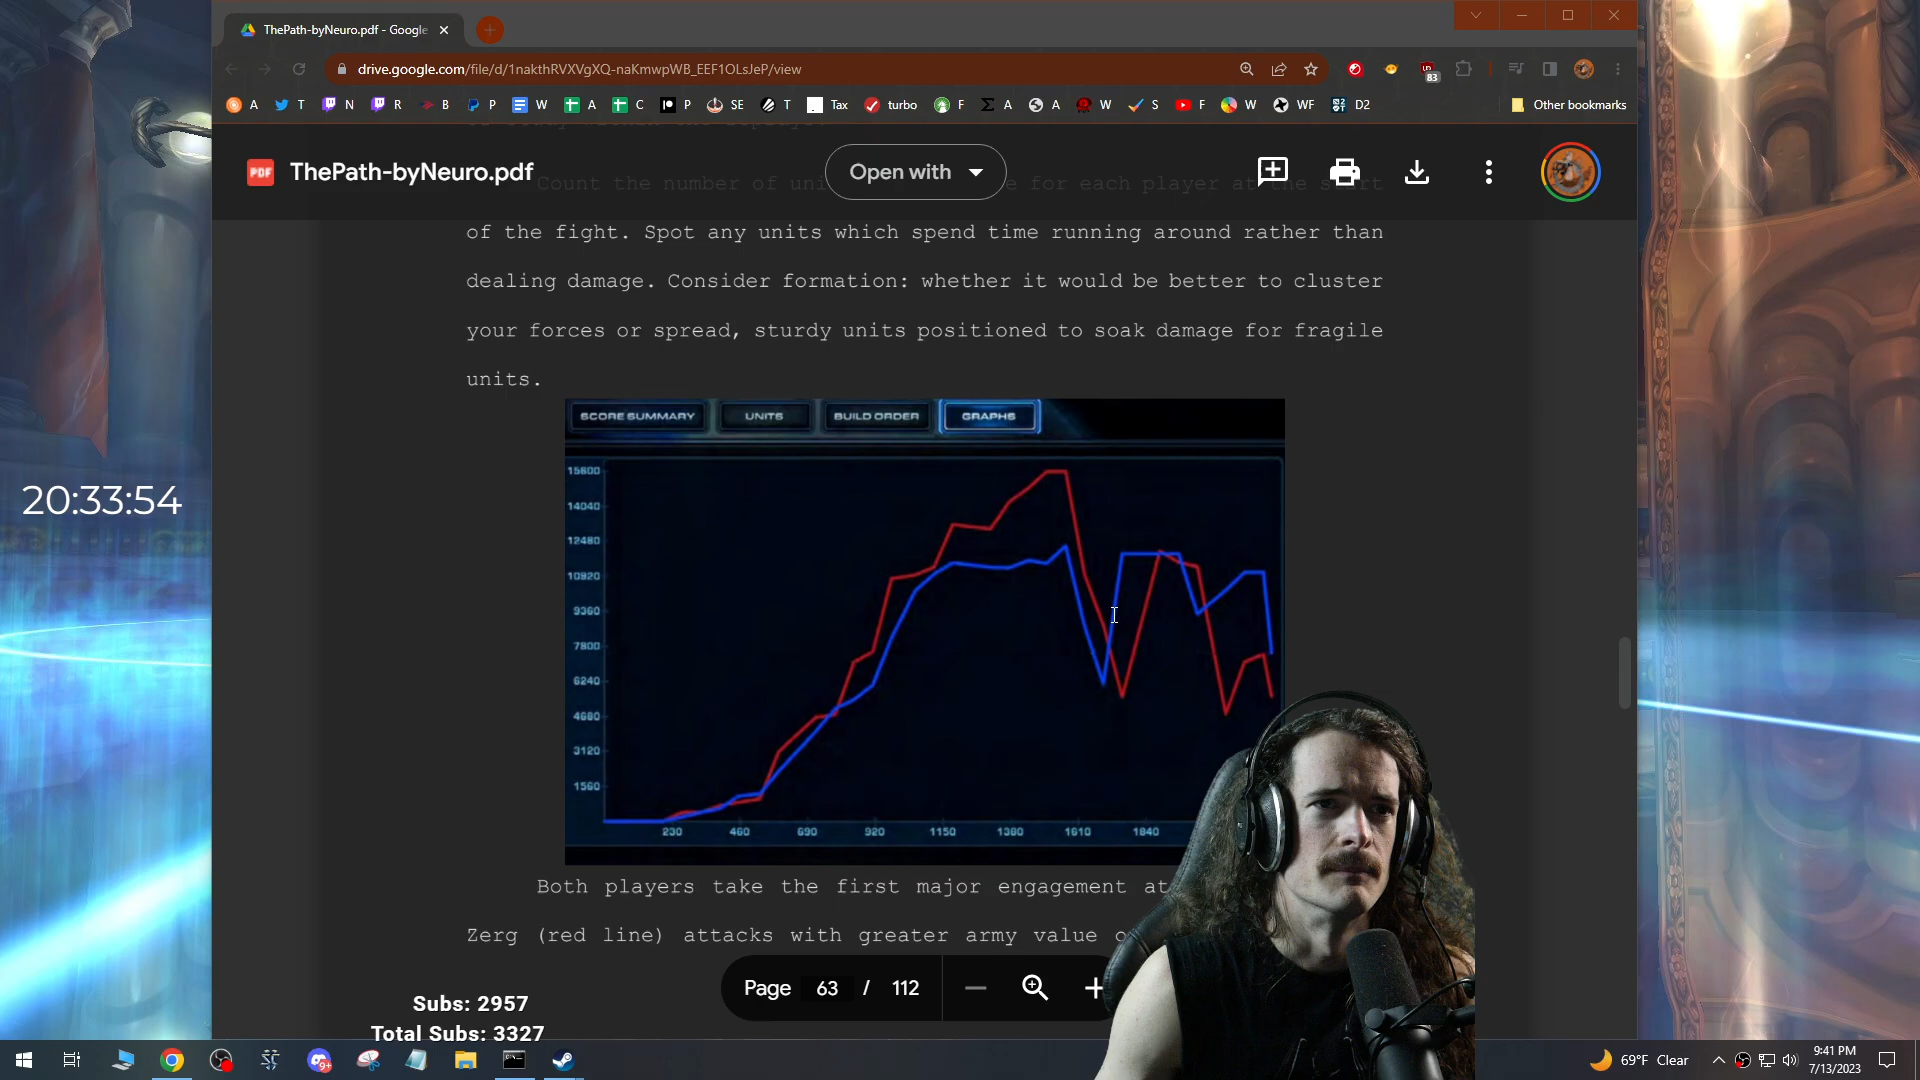 ThePath-byNeuro.pdf - Google
drive.google.com/file/d/1nakthRVXVgXQ-naKmwpWB_EEF1OLsJeP/view
83
A T N R B P W A C P SE T Tax turbo F A A W S F W WF D2
Other bookmarks
PDF ThePath-byNeuro.pdf
Open with
Count the number of uni e for each player at the start
of the fight. Spot any units which spend time running around rather than
dealing damage. Consider formation: whether it would be better to cluster
your forces or spread, sturdy units positioned to soak damage for fragile
units.
SCORE SUMMARY UNITS BUILD ORDER GRAPHS
15600
14040
12480
10920
9360
7800
6240
4680
3120
1560
230 460 690 920 1150 1380 1610 1840
20:33:54
Both players take the first major engagement at
Zerg (red line) attacks with greater army value
Page 63 / 112
Subs: 2957
Total Subs: 3327
9+
69°F Clear
9:41 PM
7/13/2023